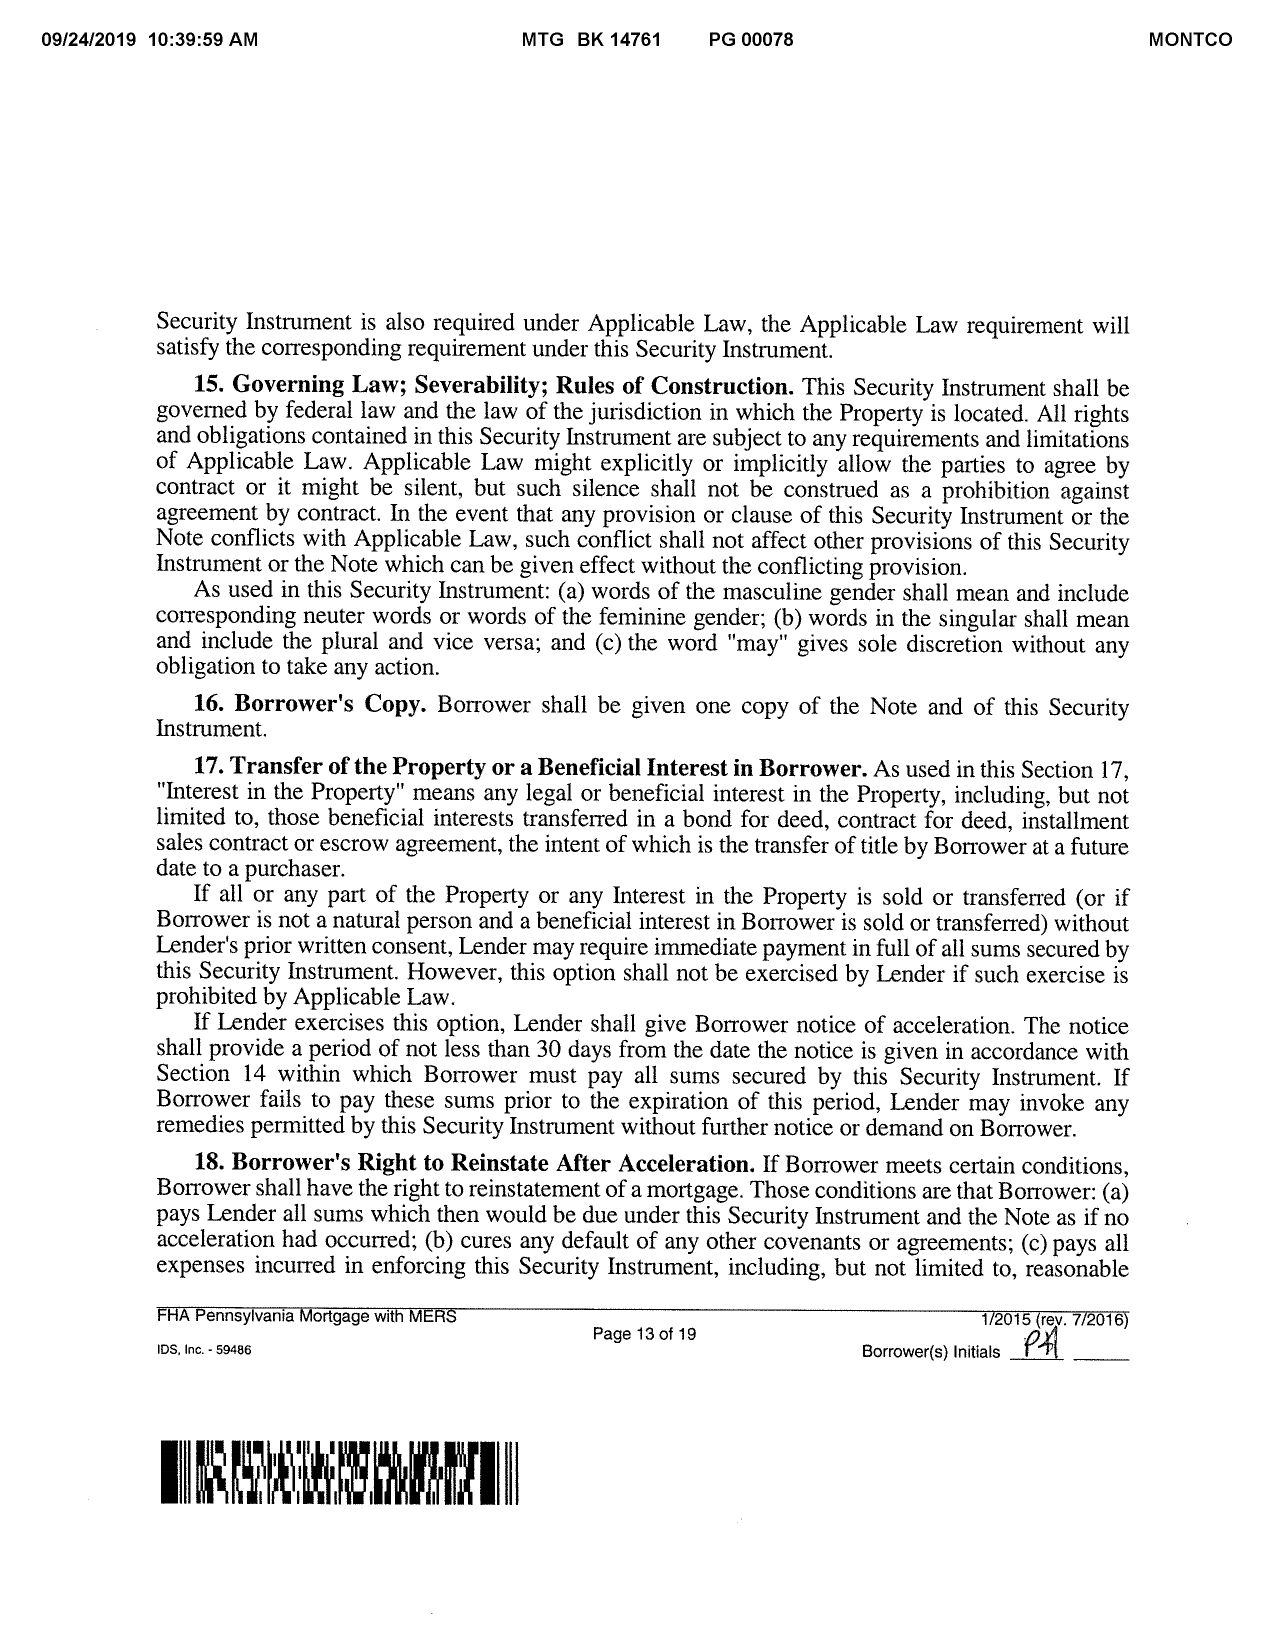 09/24/2019 10:39:59 AM MTG BK 14761 PG 00078 MONTCO
Security Instrument is also required under Applicable Law, the Applicable Law requirement will
satisfy the corresponding requirement under this Security Instrument.
15. Governing Law; Severability; Rules of Construction. This Security Instrument shall be
governed by federal law and the law of the jurisdiction in which the Property is located. All rights
and obligations contained in this Security Instrument are subject to any requirements and limitations
of Applicable Law. Applicable Law might explicitly or implicitly allow the parties to agree by
contract or it might be silent, but such silence shall not be construed as a prohibition against
agreement by contract. In the event that any provision or clause of this Security Instrument or the
Note conflicts with Applicable Law, such conflict shall not affect other provisions of this Security
Instrument or the Note which can be given effect without the conflicting provision.
As used in this Security Instrument: (a) words of the masculine gender shall mean and include
corresponding neuter words or words of the feminine gender; (b) words in the singular shall mean
and include the plural and vice versa; and (c) the word "may" gives sole discretion without any
obligation to take any action.
16. Borrower's Copy. Borrower shall be given one copy of the Note and of this Security
Instrument.
17. Transfer of the Property or a Beneficial Interest in Borrower. As used in this Section 17,
"Interest in the Property" means any legal or beneficial interest in the Property, including, but not
limited to, those beneficial interests transferred in a bond for deed, contract for deed, installment
sales contract or escrow agreement, the intent of which is the transfer of title by Borrower at a future
date to a purchaser.
If all or any part of the Property or any Interest in the Property is sold or transferred (or if
Borrower is not a natural person and a beneficial interest in Borrower is sold or transferred) without
Lender's prior written consent, Lender may require immediate payment in full of all sums secured by
this Security Instrument. However, this option shall not be exercised by Lender if such exercise is
prohibited by Applicable Law.
If Lender exercises this option, Lender shall give Borrower notice of acceleration. The notice
shall provide a period of not less than 30 days from the date the notice is given in accordance with
Section 14 within which Borrower must pay all sums secured by this Security Instrument. If
Borrower fails to pay these sums prior to the expiration of this period, Lender may invoke any
remedies permitted by this Security Instrument without further notice or demand on Borrower.
18. Borrower's Right to Reinstate After Acceleration. If Borrower meets certain conditions,
Borrower shall have the right to reinstatement of a mortgage. Those conditions are that Borrower: (a)
pays Lender all sums which then would be due under this Security Instrument and the Note as if no
acceleration had occurred; (b) cures any default of any other covenants or agreements; (c) pays all
expenses incurred in enforcing this Security Instrument, including, but not limited to, reasonable
FHA Pennsylvania Mortgage with MERS 1/2015 (rev. 7/2016)
Page 13 of 19
IDS, Inc. - 59486 Borrower(s) Initials